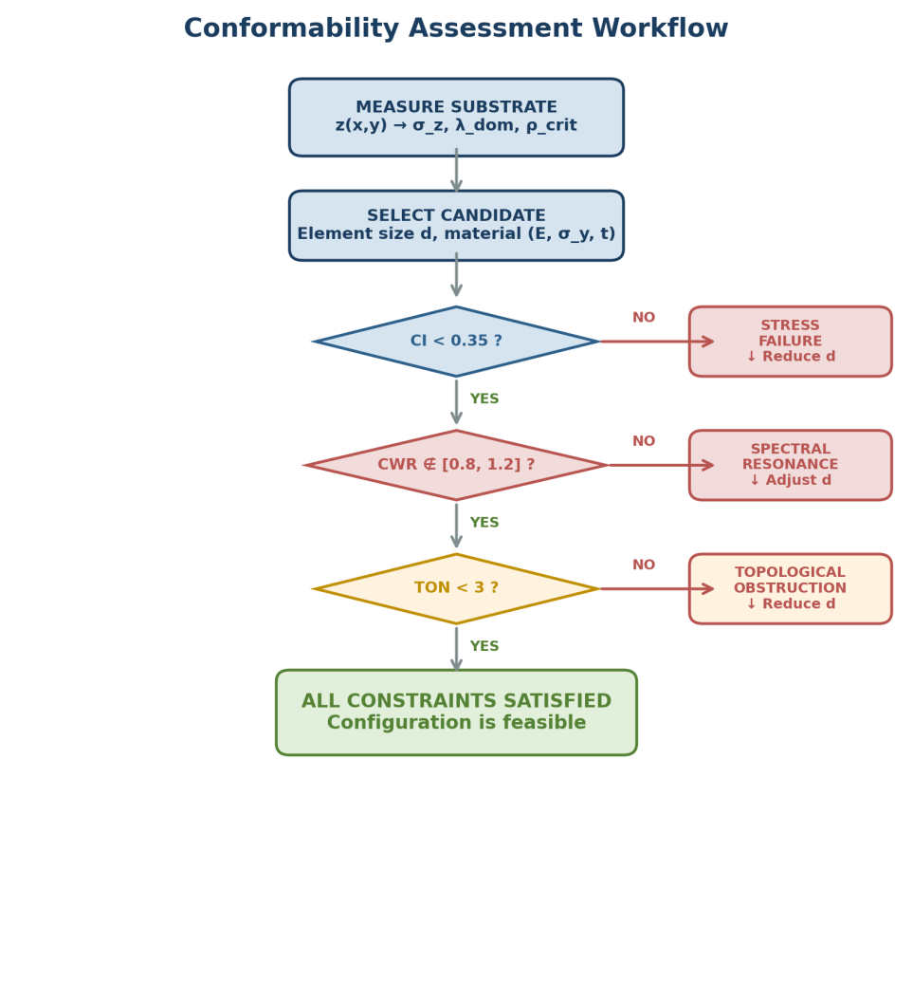 Conformability Assessment Workflow
MEASURE SUBSTRATE
z(x,y) → σ_z, λ_dom, ρ_crit
SELECT CANDIDATE
Element size d, material (E, σ_y, t)
CI < 0.35 ?
NO
STRESS
FAILURE
↓ Reduce d
YES
CWR ∉ [0.8, 1.2] ?
NO
SPECTRAL
RESONANCE
↓ Adjust d
YES
TON < 3 ?
NO
TOPOLOGICAL
OBSTRUCTION
↓ Reduce d
YES
ALL CONSTRAINTS SATISFIED
Configuration is feasible